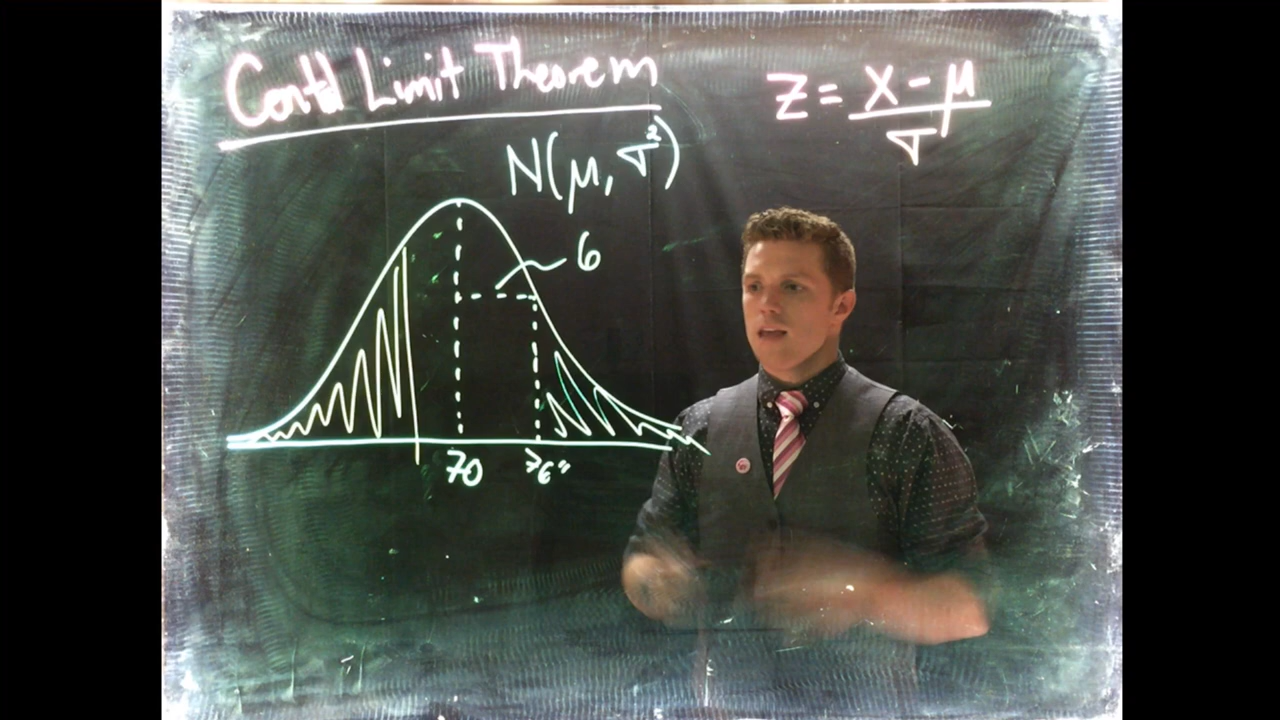 Central Limit Theorem
z = x - μ / σ
N(μ, σ²)
6
70 76"